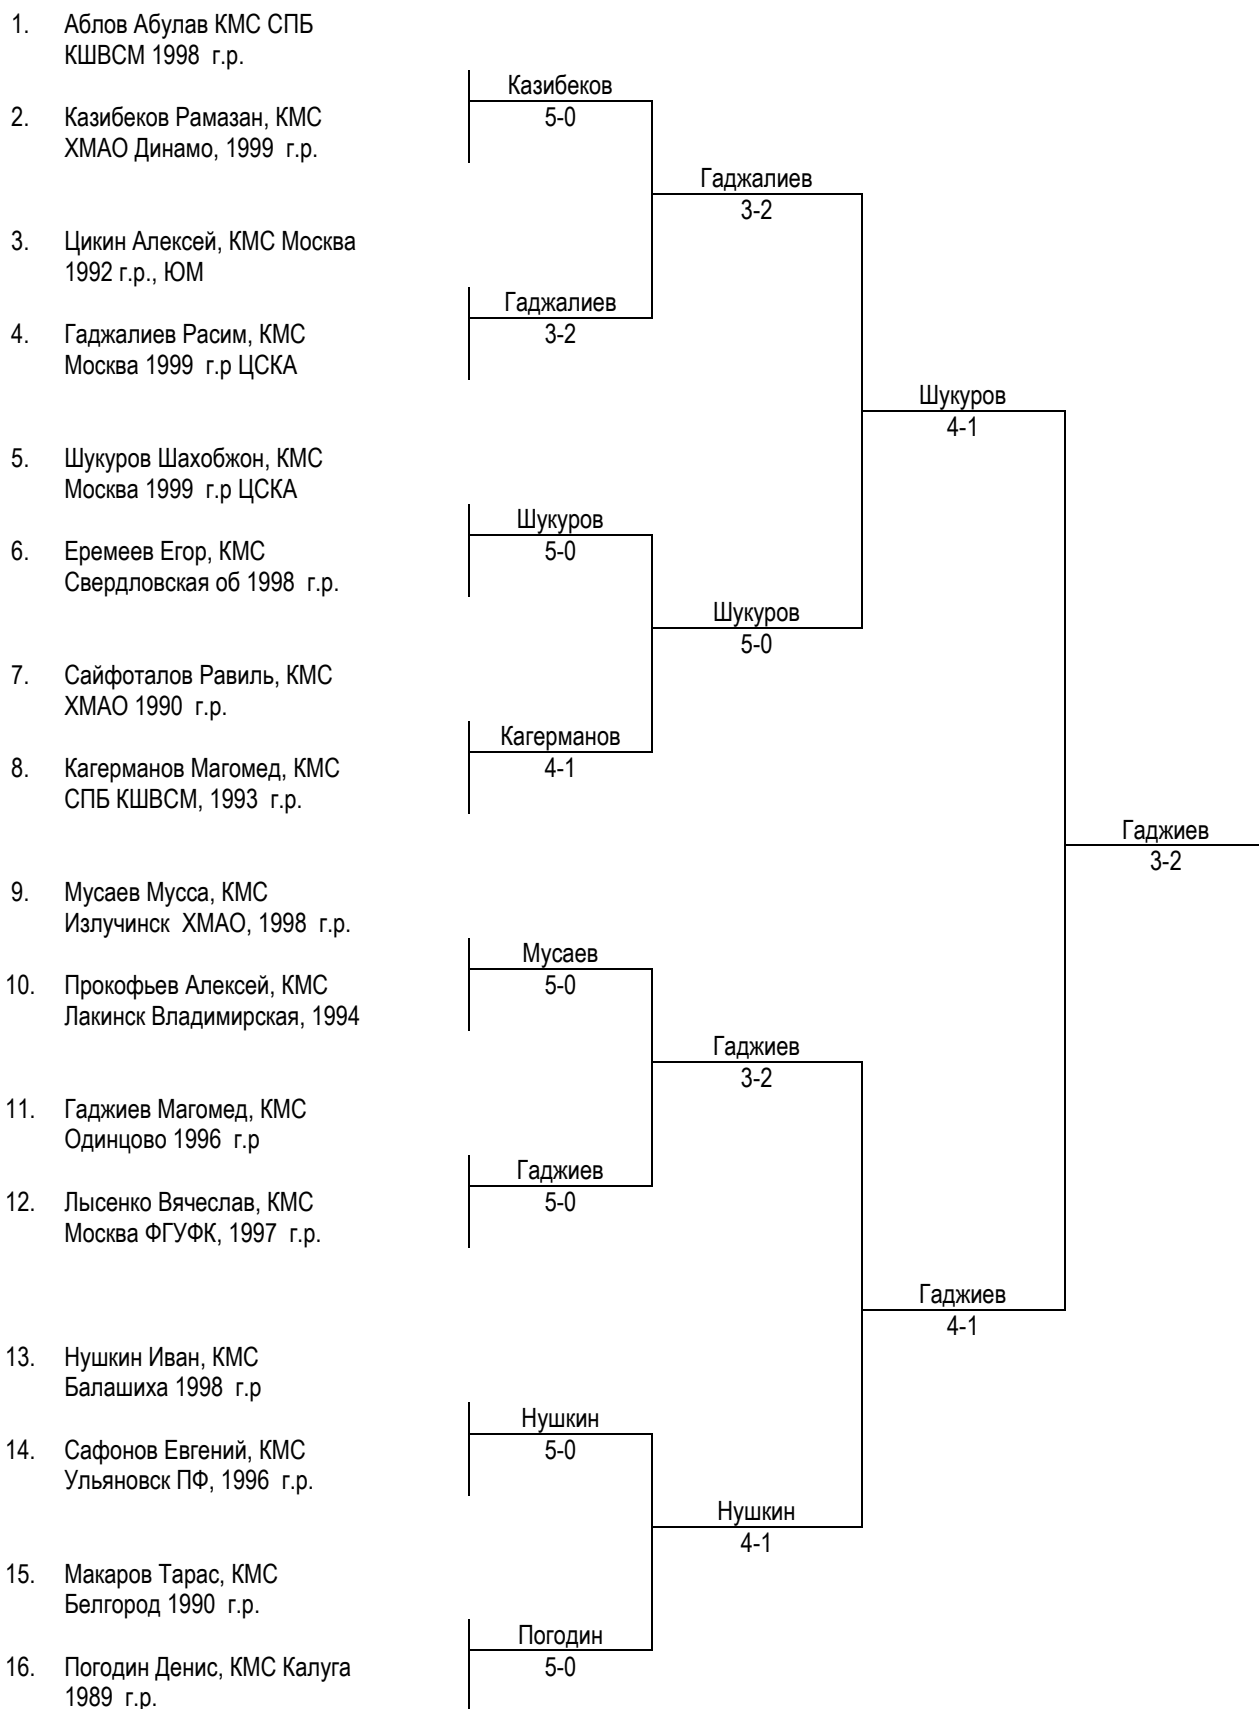 1. Аблов Абулав КМС СПБ
КШВСМ 1998 г.р.
Казибеков
5-0
2. Казибеков Рамазан, КМС
ХМАО Динамо, 1999 г.р.
Гаджалиев
3-2
3. Цикин Алексей, КМС Москва
1992 г.р., ЮМ
Гаджалиев
3-2
4. Гаджалиев Расим, КМС
Москва 1999 г.р ЦСКА
Шукуров
4-1
5. Шукуров Шахобжон, КМС
Москва 1999 г.р ЦСКА
Шукуров
5-0
6. Еремеев Егор, КМС
Свердловская об 1998 г.р.
Шукуров
5-0
7. Сайфоталов Равиль, КМС
ХМАО 1990 г.р.
Кагерманов
4-1
8. Кагерманов Магомед, КМС
СПБ КШВСМ, 1993 г.р.
Гаджиев
3-2
9. Мусаев Мусса, КМС
Излучинск ХМАО, 1998 г.р.
Мусаев
5-0
10. Прокофьев Алексей, КМС
Лакинск Владимирская, 1994
Гаджиев
3-2
11. Гаджиев Магомед, КМС
Одинцово 1996 г.р
Гаджиев
5-0
12. Лысенко Вячеслав, КМС
Москва ФГУФК, 1997 г.р.
Гаджиев
4-1
13. Нушкин Иван, КМС
Балашиха 1998 г.р
Нушкин
5-0
14. Сафонов Евгений, КМС
Ульяновск ПФ, 1996 г.р.
Нушкин
4-1
15. Макаров Тарас, КМС
Белгород 1990 г.р.
Погодин
5-0
16. Погодин Денис, КМС Калуга
1989 г.р.